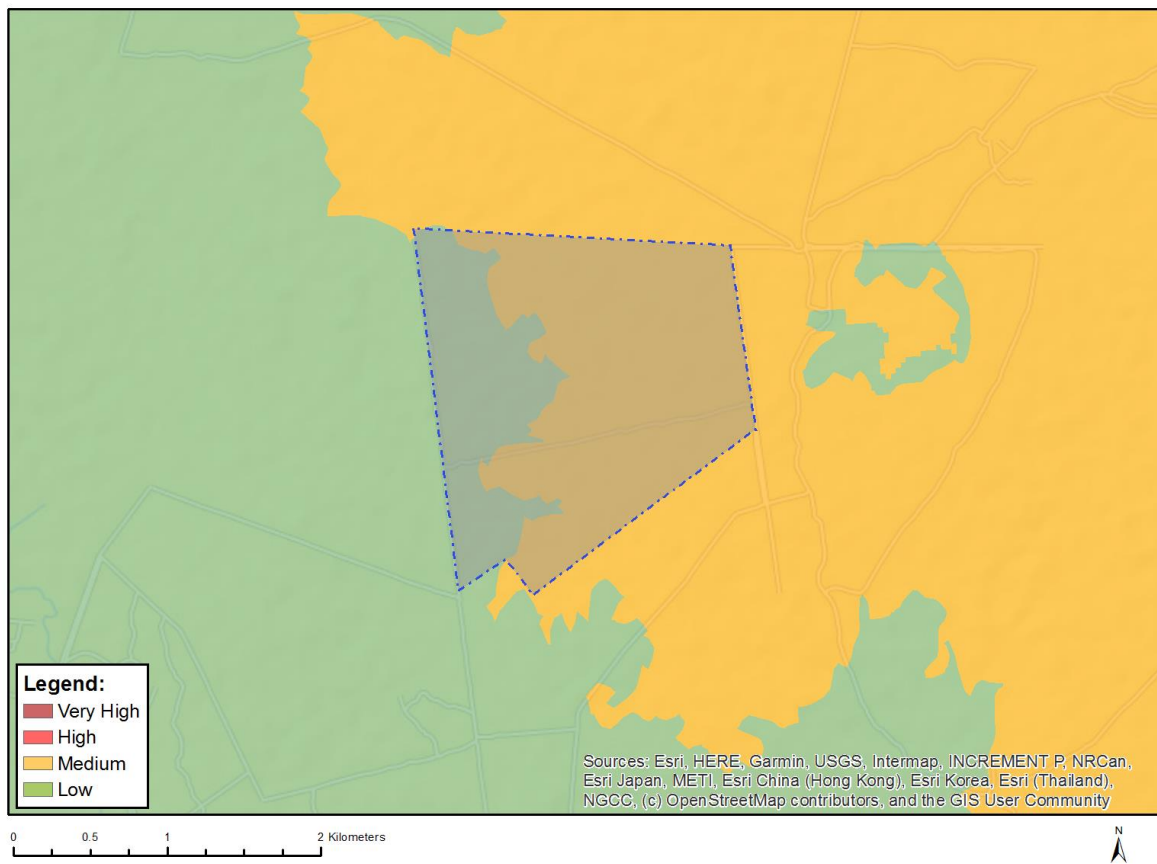 Legend:
Very High
High
Medium
Low
Sources: Esri, HERE, Garmin, USGS, Intermap, INCREMENT P, NRCan,
Esri Japan, METI, Esri China (Hong Kong), Esri Korea, Esri (Thailand),
NGCC, (c) OpenStreetMap contributors, and the GIS User Community
0 0.5 1 2 Kilometers
N